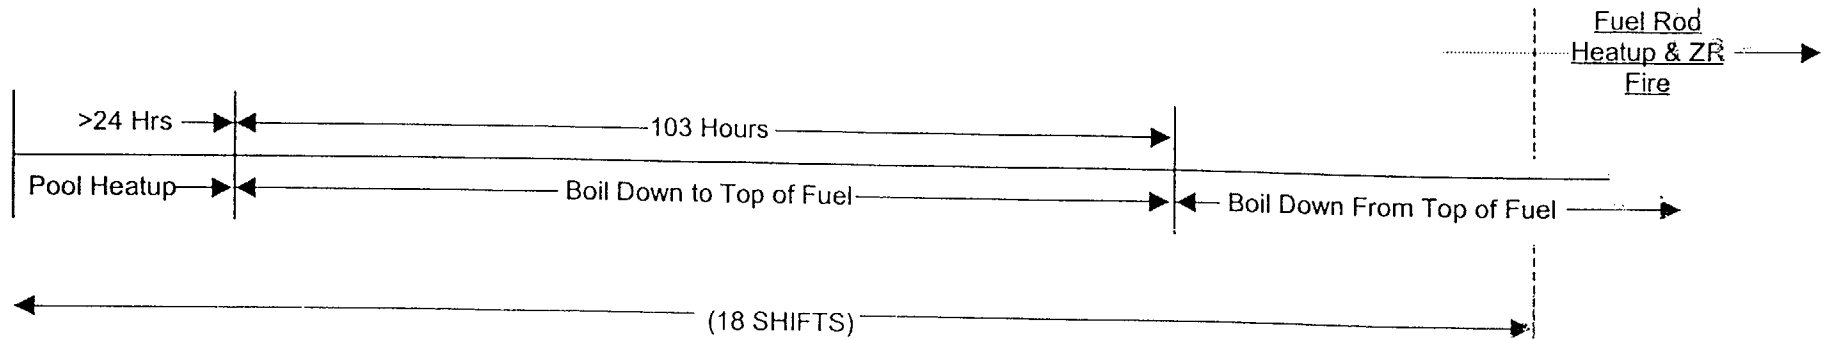 Fuel Rod
Heatup & ZR
Fire
>24 Hrs
103 Hours
Pool Heatup
Boil Down to Top of Fuel
Boil Down From Top of Fuel
(18 SHIFTS)